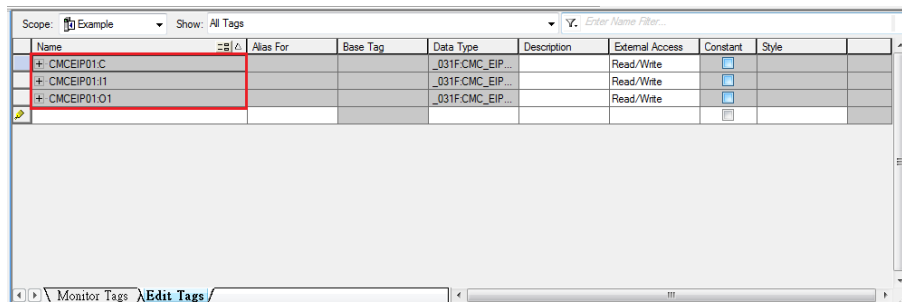 Scope: Example Show: All Tags Enter Name Filter...
Name Alias For Base Tag Data Type Description External Access Constant Style
CMCEIP01:C _031F:CMC_EIP... Read/Write
CMCEIP01:I1 _031F:CMC_EIP... Read/Write
CMCEIP01:O1 _031F:CMC_EIP... Read/Write
Monitor Tags Edit Tags